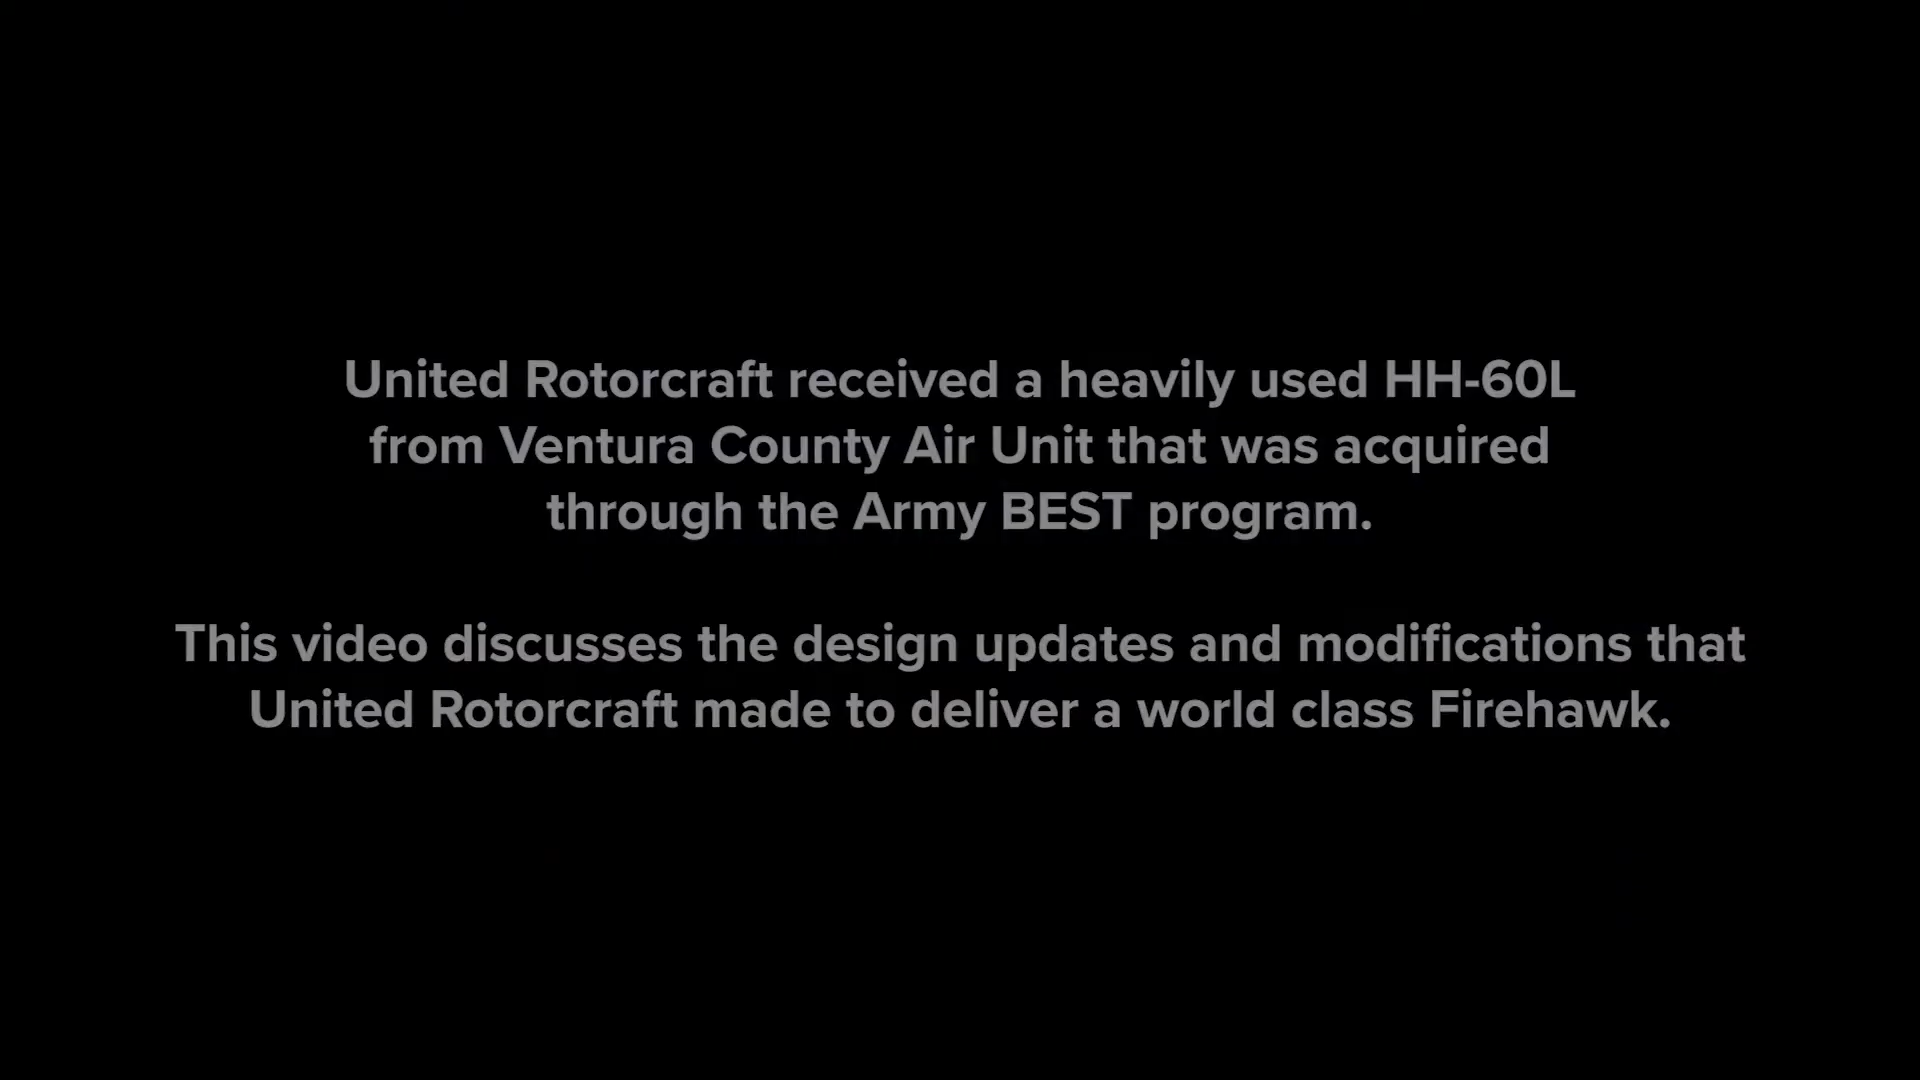 United Rotorcraft received a heavily used HH-60L
from Ventura County Air Unit that was acquired
through the Army BEST program.
This video discusses the design updates and modifications that
United Rotorcraft made to deliver a world class Firehawk.